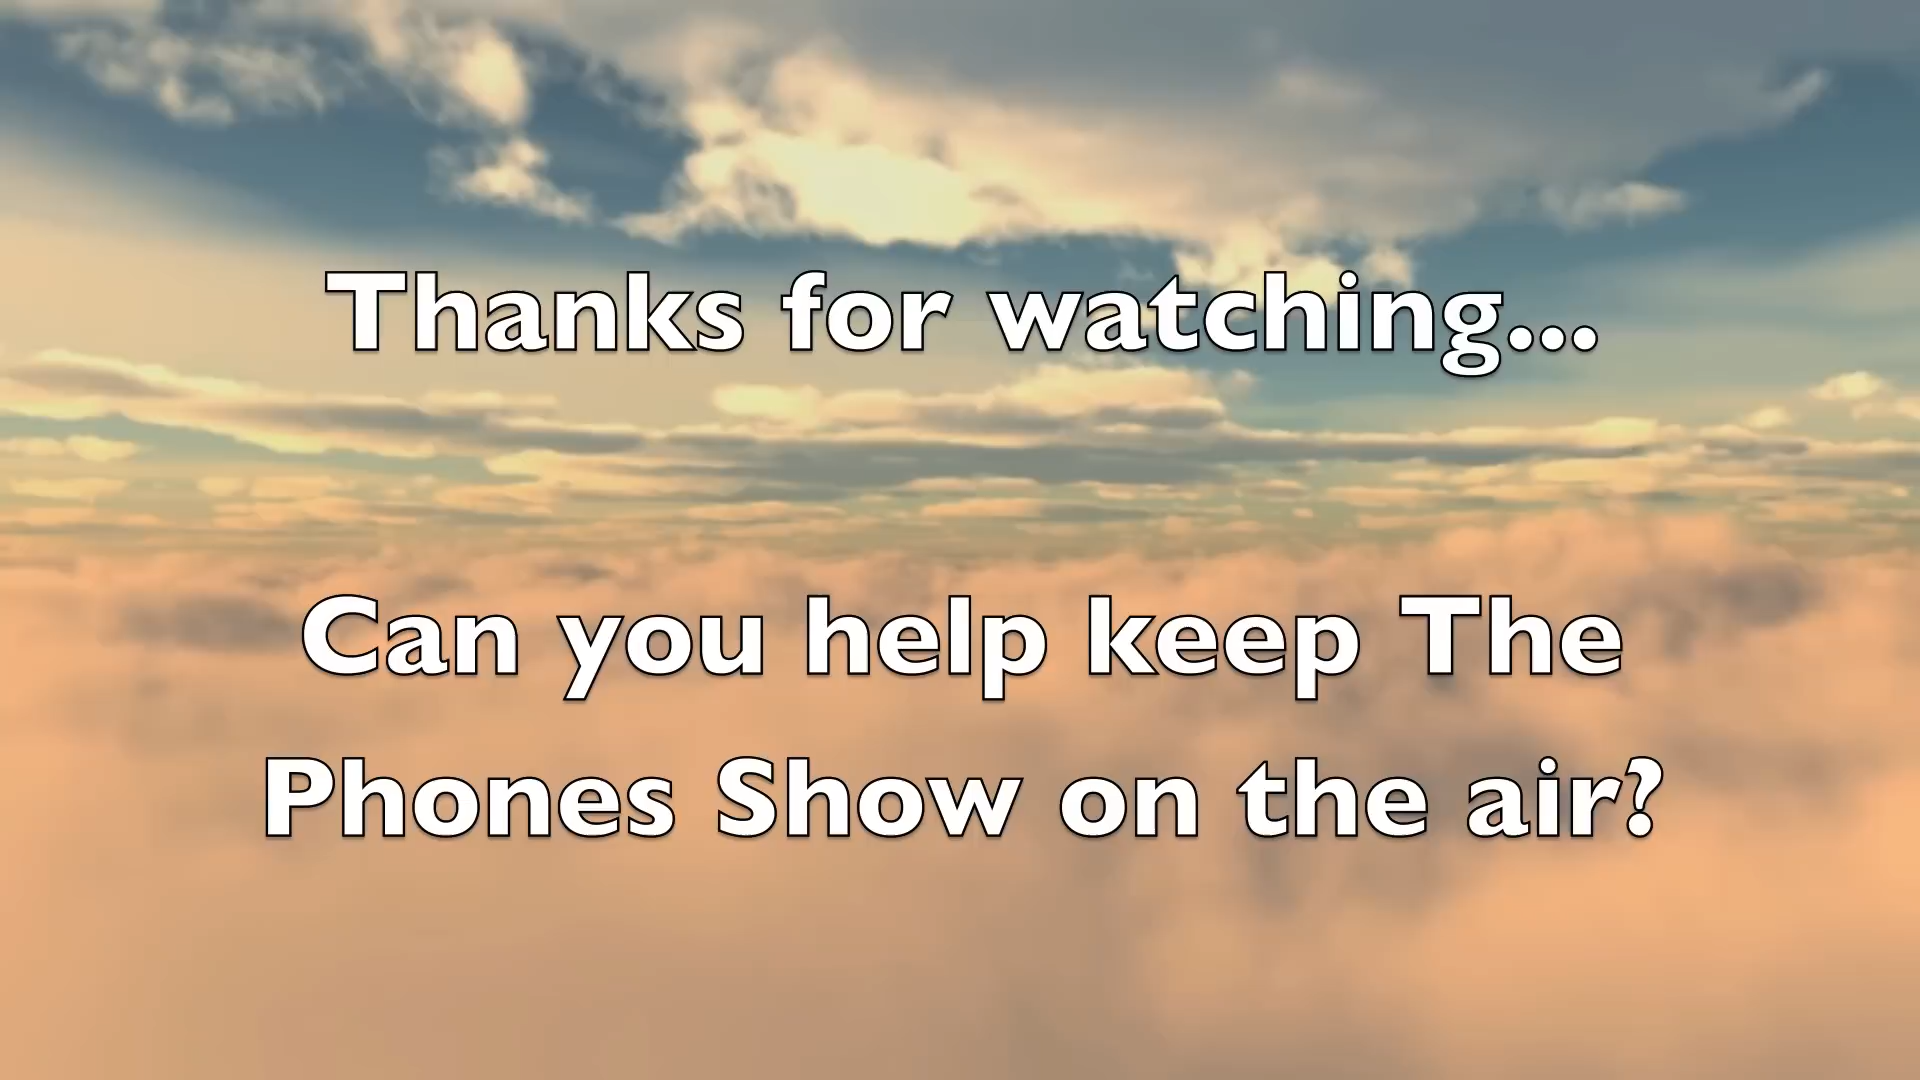 Thanks for watching...
Can you help keep The
Phones Show on the air?